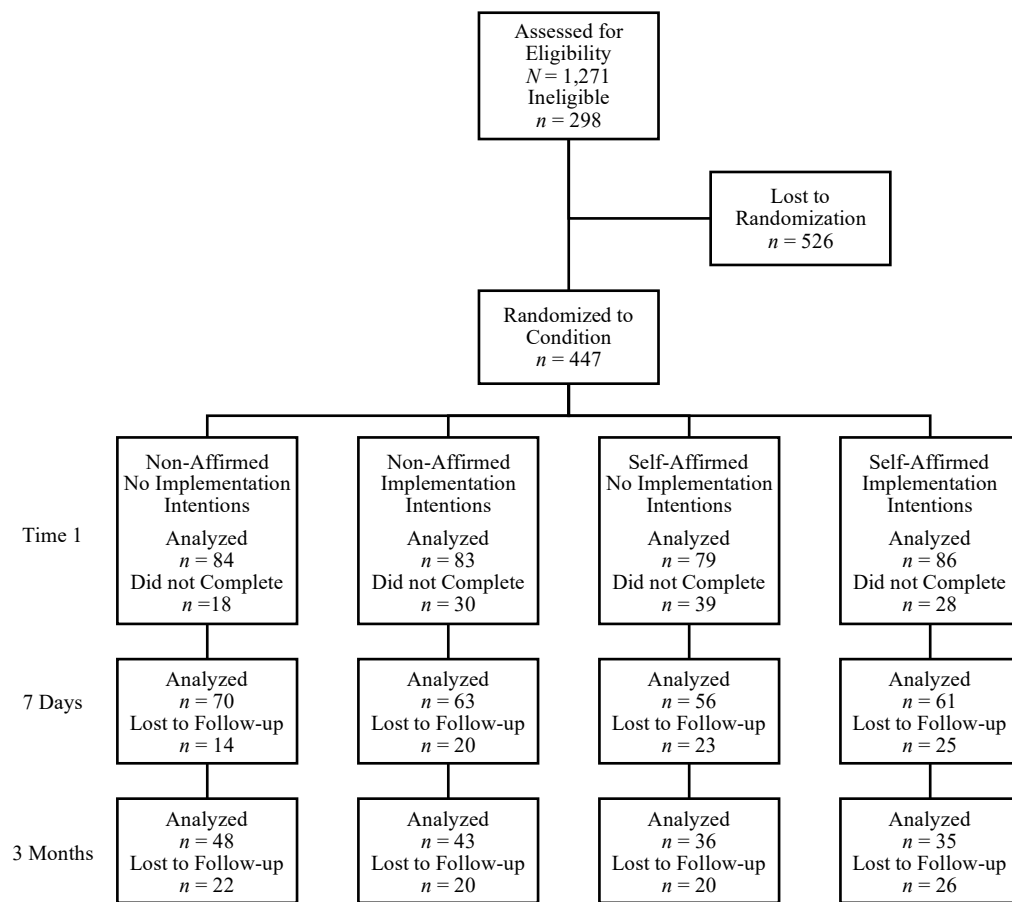 Assessed for
Eligibility
N = 1,271
Ineligible
n = 298
Lost to
Randomization
n = 526
Randomized to
Condition
n = 447
Non-Affirmed
No Implementation
Intentions
Analyzed
n = 84
Did not Complete
n =18
Non-Affirmed
Implementation
Intentions
Analyzed
n = 83
Did not Complete
n = 30
Self-Affirmed
No Implementation
Intentions
Analyzed
n = 79
Did not Complete
n = 39
Self-Affirmed
Implementation
Intentions
Analyzed
n = 86
Did not Complete
n = 28
Time 1
7 Days
Analyzed
n = 70
Lost to Follow-up
n = 14
Analyzed
n = 63
Lost to Follow-up
n = 20
Analyzed
n = 56
Lost to Follow-up
n = 23
Analyzed
n = 61
Lost to Follow-up
n = 25
3 Months
Analyzed
n = 48
Lost to Follow-up
n = 22
Analyzed
n = 43
Lost to Follow-up
n = 20
Analyzed
n = 36
Lost to Follow-up
n = 20
Analyzed
n = 35
Lost to Follow-up
n = 26